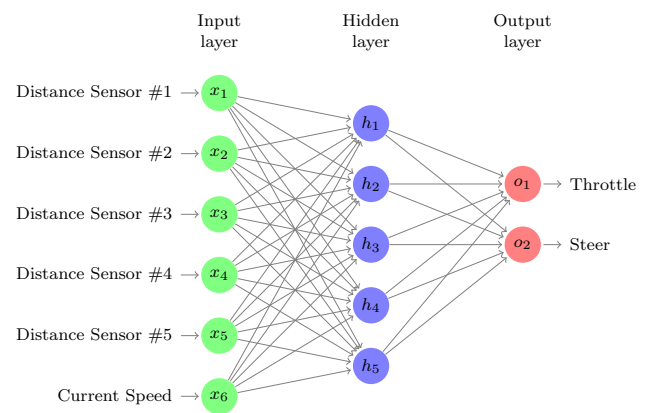 Input
layer
Hidden
layer
Output
layer
Distance Sensor #1
x1
Distance Sensor #2
x2
Distance Sensor #3
x3
Distance Sensor #4
x4
Distance Sensor #5
x5
Current Speed
x6
h1
h2
h3
h4
h5
o1
Throttle
o2
Steer